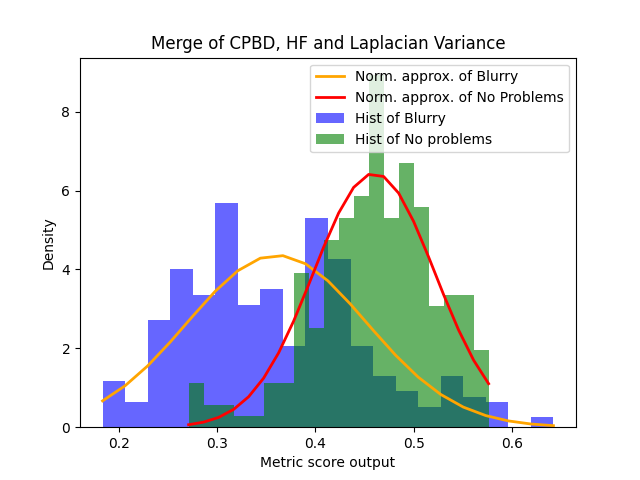 Merge of CPBD, HF and Laplacian Variance
Norm. approx. of Blurry
Norm. approx. of No Problems
Hist of Blurry
Hist of No problems
Density
8
6
4
2
0
0.2 0.3 0.4 0.5 0.6
Metric score output